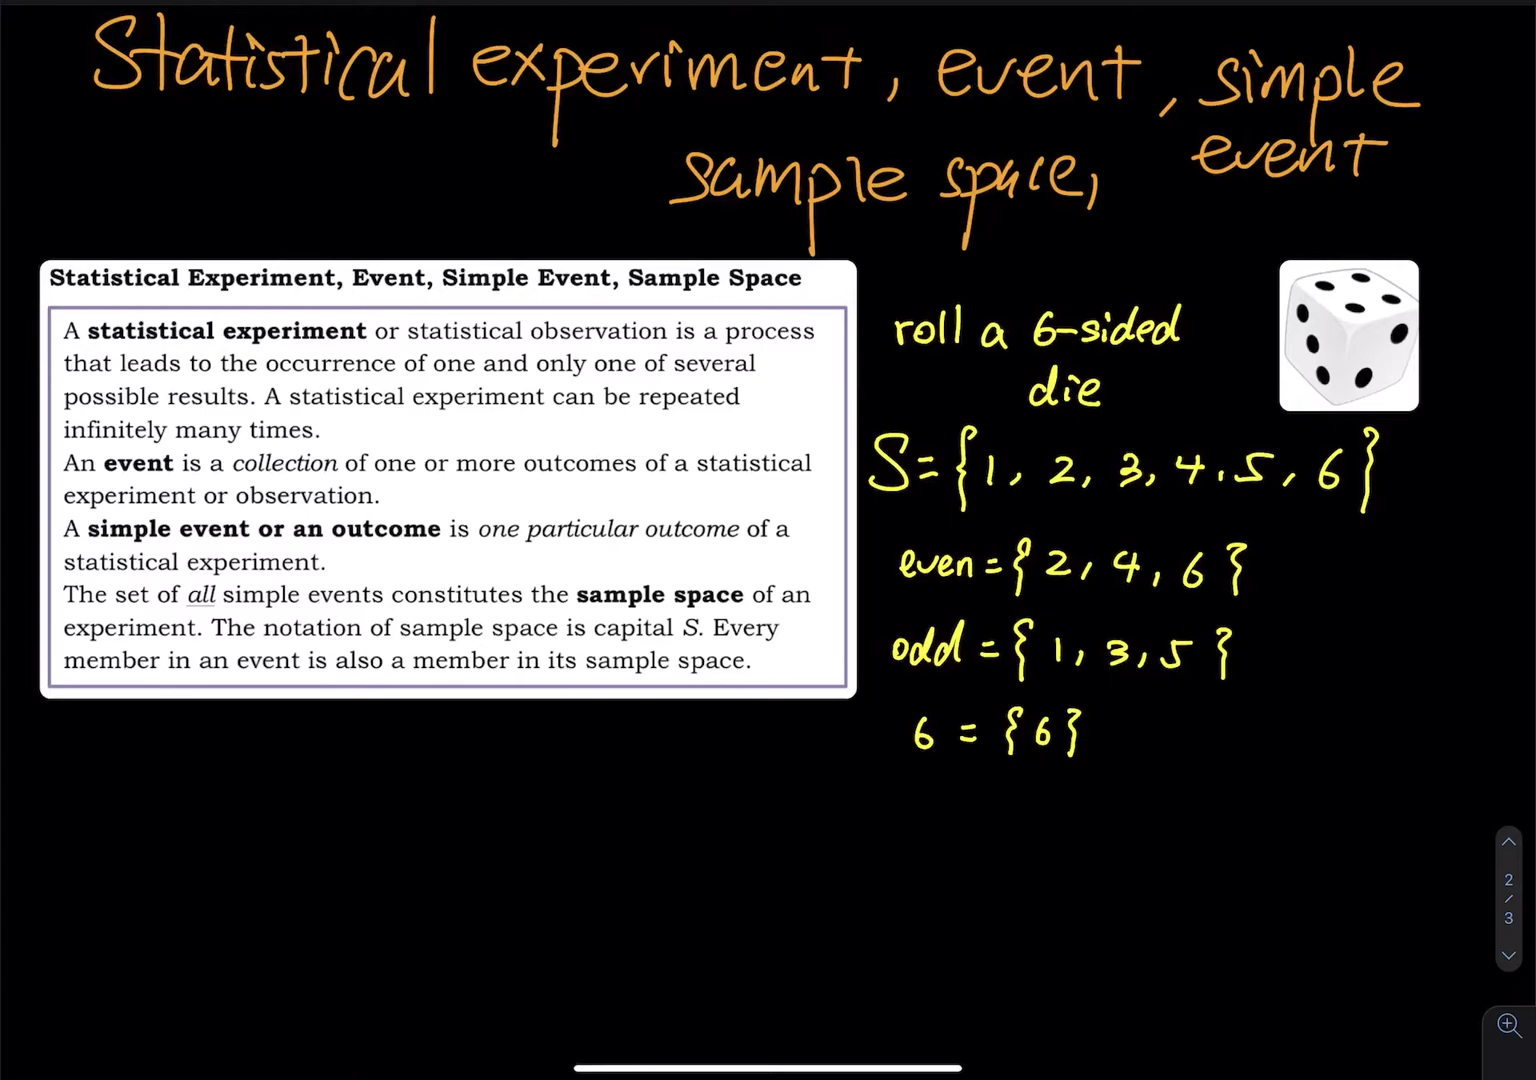 Statistical experiment, event, simple
sample space, event
Statistical Experiment, Event, Simple Event, Sample Space
A statistical experiment or statistical observation is a process
that leads to the occurrence of one and only one of several
possible results. A statistical experiment can be repeated
infinitely many times.
An event is a collection of one or more outcomes of a statistical
experiment or observation.
A simple event or an outcome is one particular outcome of a
statistical experiment.
The set of all simple events constitutes the sample space of an
experiment. The notation of sample space is capital S. Every
member in an event is also a member in its sample space.
roll a 6-sided
die
S={1, 2, 3, 4, 5, 6}
even={2, 4, 6}
odd={1, 3, 5}
6 = {6}
2
/
3